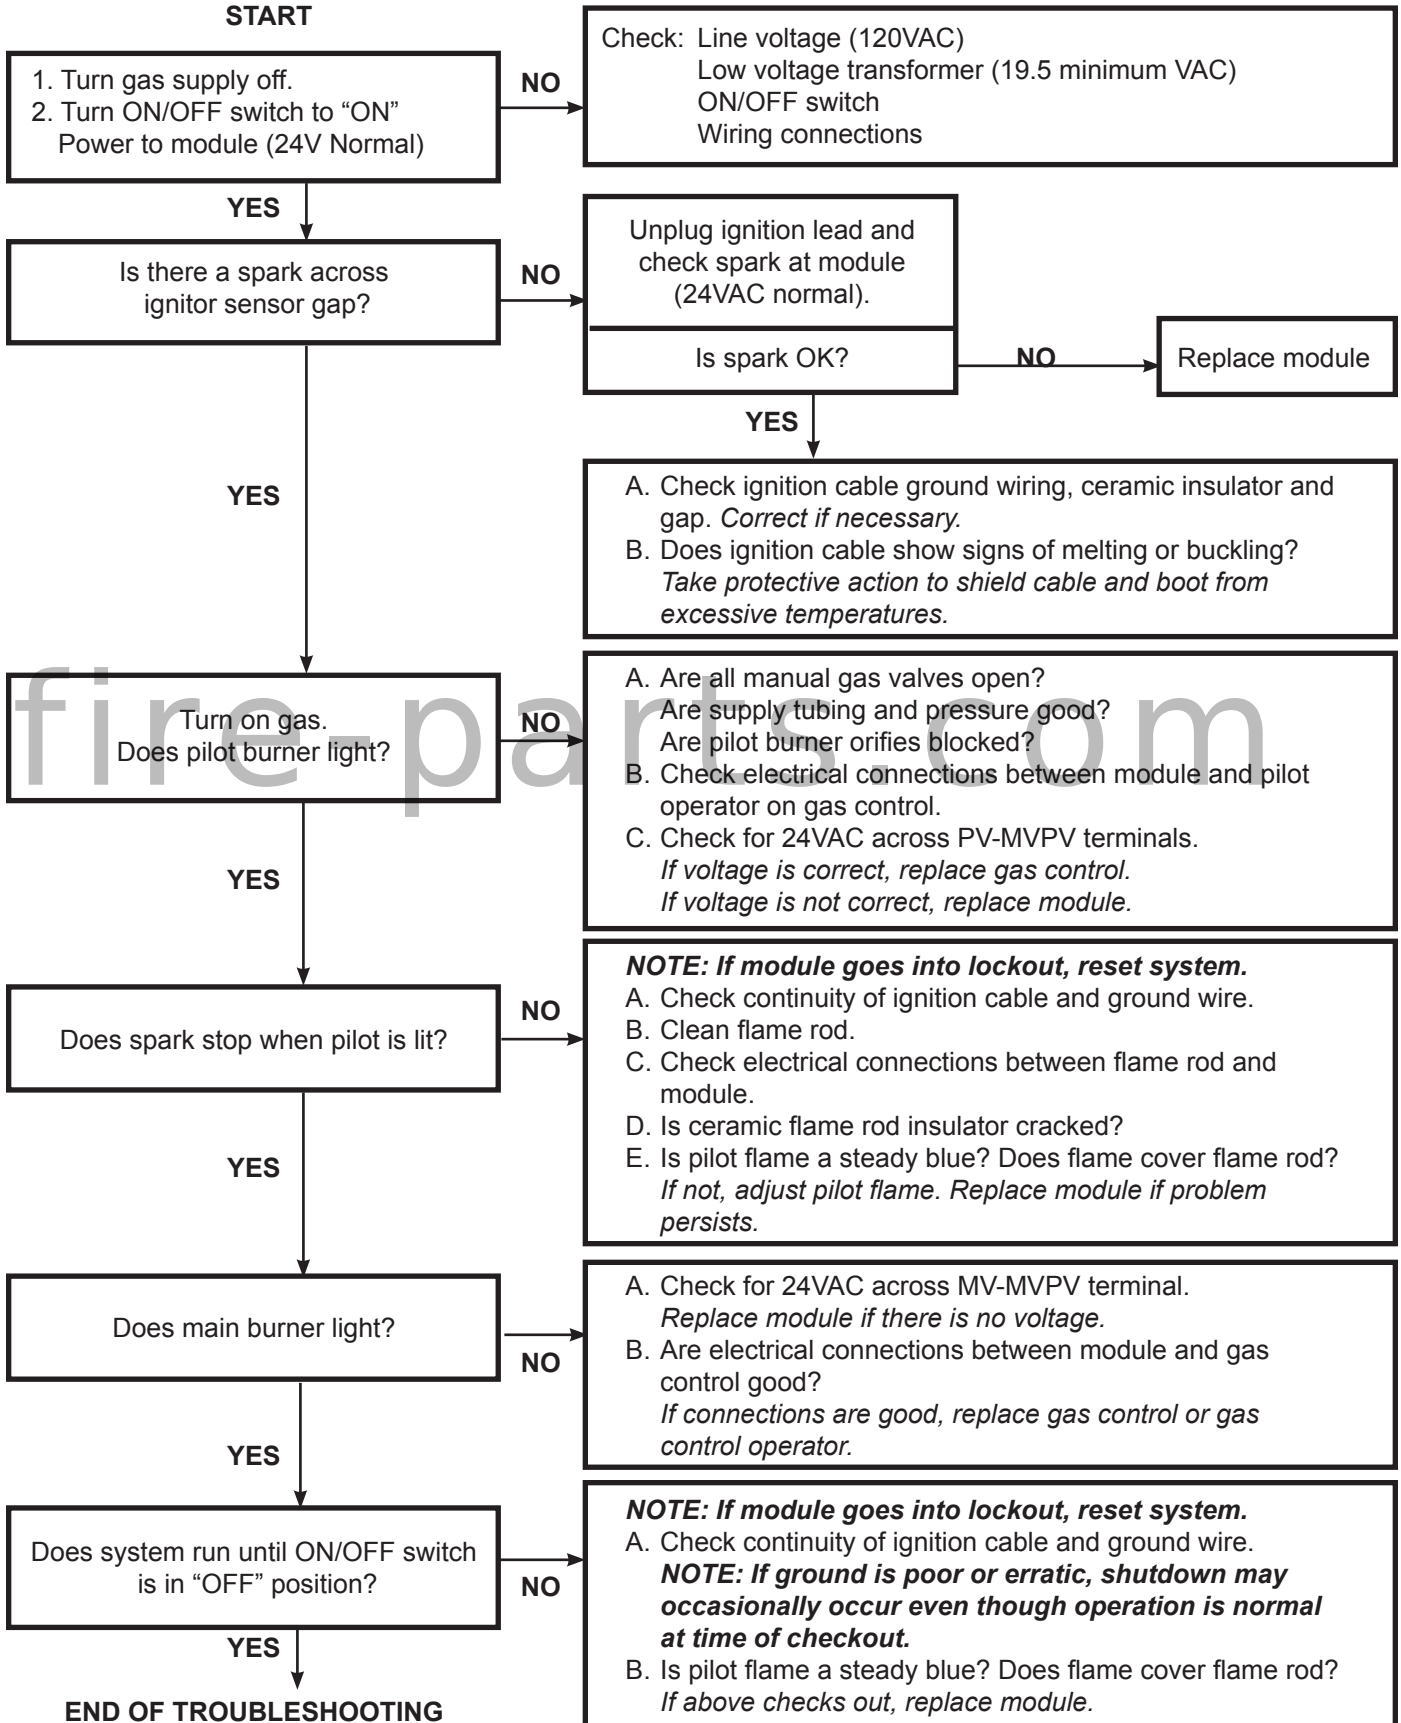 START
1. Turn gas supply off.
2. Turn ON/OFF switch to “ON”
Power to module (24V Normal)
NO
Check: Line voltage (120VAC)
Low voltage transformer (19.5 minimum VAC)
ON/OFF switch
Wiring connections
YES
Is there a spark across
ignitor sensor gap?
NO
Unplug ignition lead and
check spark at module
(24VAC normal).
Is spark OK?
NO
Replace module
YES
A. Check ignition cable ground wiring, ceramic insulator and
gap. Correct if necessary.
B. Does ignition cable show signs of melting or buckling?
Take protective action to shield cable and boot from
excessive temperatures.
YES
Turn on gas.
Does pilot burner light?
NO
A. Are all manual gas valves open?
Are supply tubing and pressure good?
Are pilot burner orifies blocked?
B. Check electrical connections between module and pilot
operator on gas control.
C. Check for 24VAC across PV-MVPV terminals.
If voltage is correct, replace gas control.
If voltage is not correct, replace module.
fire-parts.com
YES
Does spark stop when pilot is lit?
NO
NOTE: If module goes into lockout, reset system.
A. Check continuity of ignition cable and ground wire.
B. Clean flame rod.
C. Check electrical connections between flame rod and
module.
D. Is ceramic flame rod insulator cracked?
E. Is pilot flame a steady blue? Does flame cover flame rod?
If not, adjust pilot flame. Replace module if problem
persists.
YES
Does main burner light?
NO
A. Check for 24VAC across MV-MVPV terminal.
Replace module if there is no voltage.
B. Are electrical connections between module and gas
control good?
If connections are good, replace gas control or gas
control operator.
YES
Does system run until ON/OFF switch
is in “OFF” position?
NO
NOTE: If module goes into lockout, reset system.
A. Check continuity of ignition cable and ground wire.
NOTE: If ground is poor or erratic, shutdown may
occasionally occur even though operation is normal
at time of checkout.
B. Is pilot flame a steady blue? Does flame cover flame rod?
If above checks out, replace module.
YES
END OF TROUBLESHOOTING